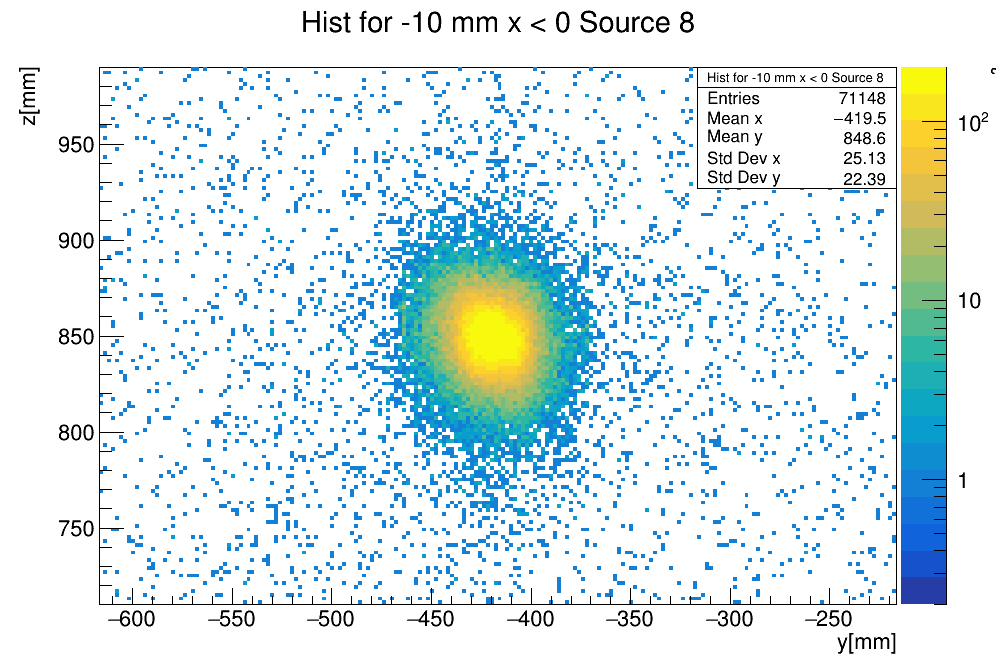 Hist for -10 mm x < 0 Source 8
z[mm]
Hist for -10 mm x < 0 Source 8
Entries 71148
Mean x −419.5
Mean y 848.6
Std Dev x 25.13
Std Dev y 22.39
950
900
850
800
750
10²
10
1
−600 −550 −500 −450 −400 −350 −300 −250
y[mm]